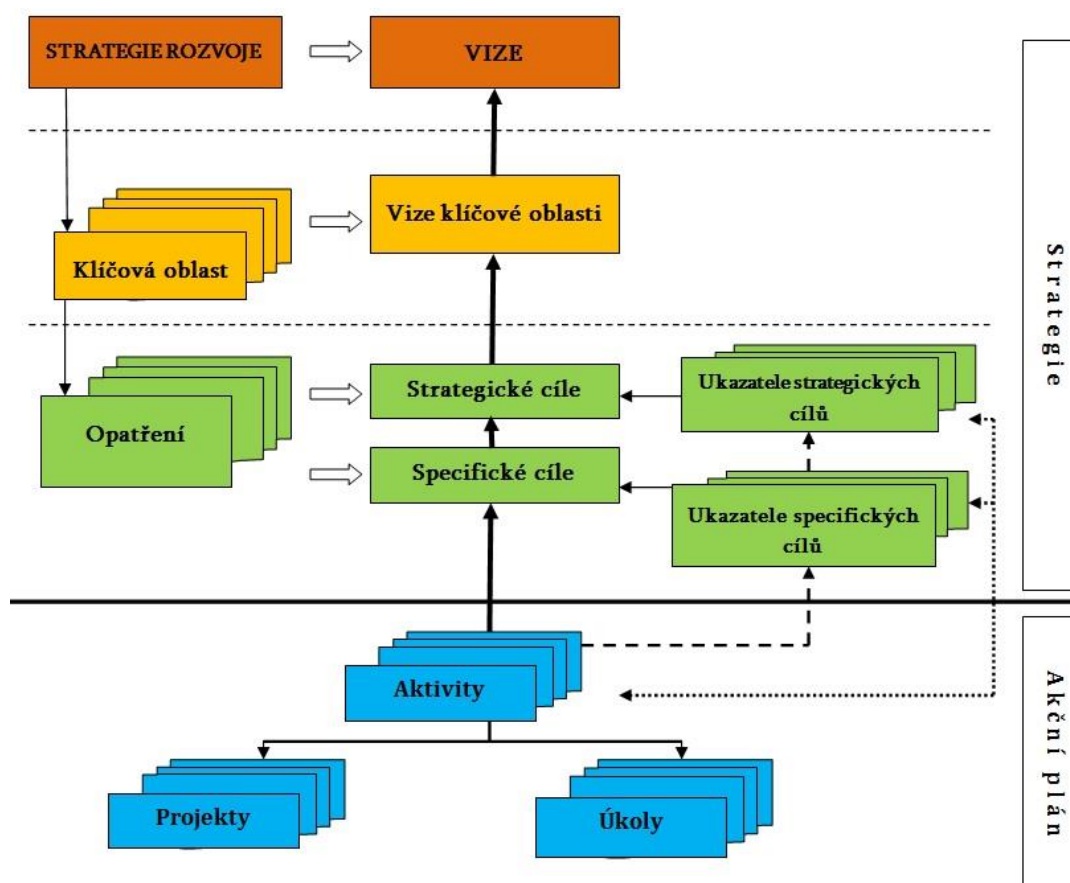 STRATEGIE ROZVOJE
VIZE
Vize klíčové oblasti
Klíčová oblast
Strategické cíle
Ukazatele strategických
cílů
Opatření
Specifické cíle
Ukazatele specifických
cílů
Strategie
Aktivity
Projekty
Úkoly
Akční plán